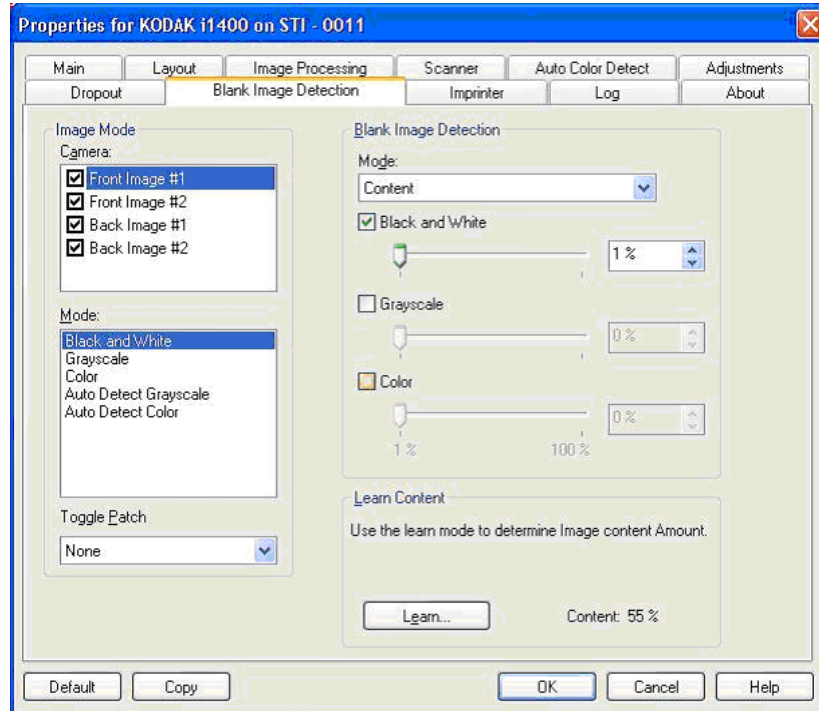 Properties for KODAK i1400 on STI - 0011
Main Layout Image Processing Scanner Auto Color Detect Adjustments
Dropout Blank Image Detection Imprinter Log About
Image Mode
Camera:
Front Image #1
Front Image #2
Back Image #1
Back Image #2
Mode:
Black and White
Grayscale
Color
Auto Detect Grayscale
Auto Detect Color
Toggle Patch
None
Blank Image Detection
Mode:
Content
Black and White
1 %
Grayscale
0 %
Color
0 %
1 % 100 %
Learn Content
Use the learn mode to determine Image content Amount.
Learn... Content: 55 %
Default Copy OK Cancel Help